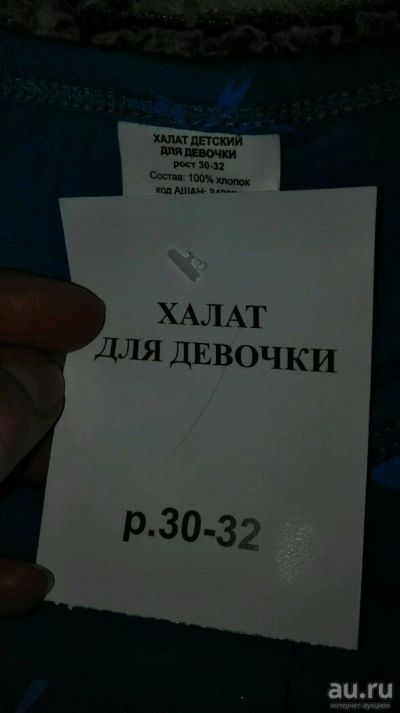 ХАЛАТ ДЕТСКИЙ
ДЛЯ ДЕВОЧКИ
рост 30-32
Состав: 100% хлопок
код АШАН:
ХАЛАТ
ДЛЯ ДЕВОЧКИ
р.30-32
au.ru
интернет-аукцион